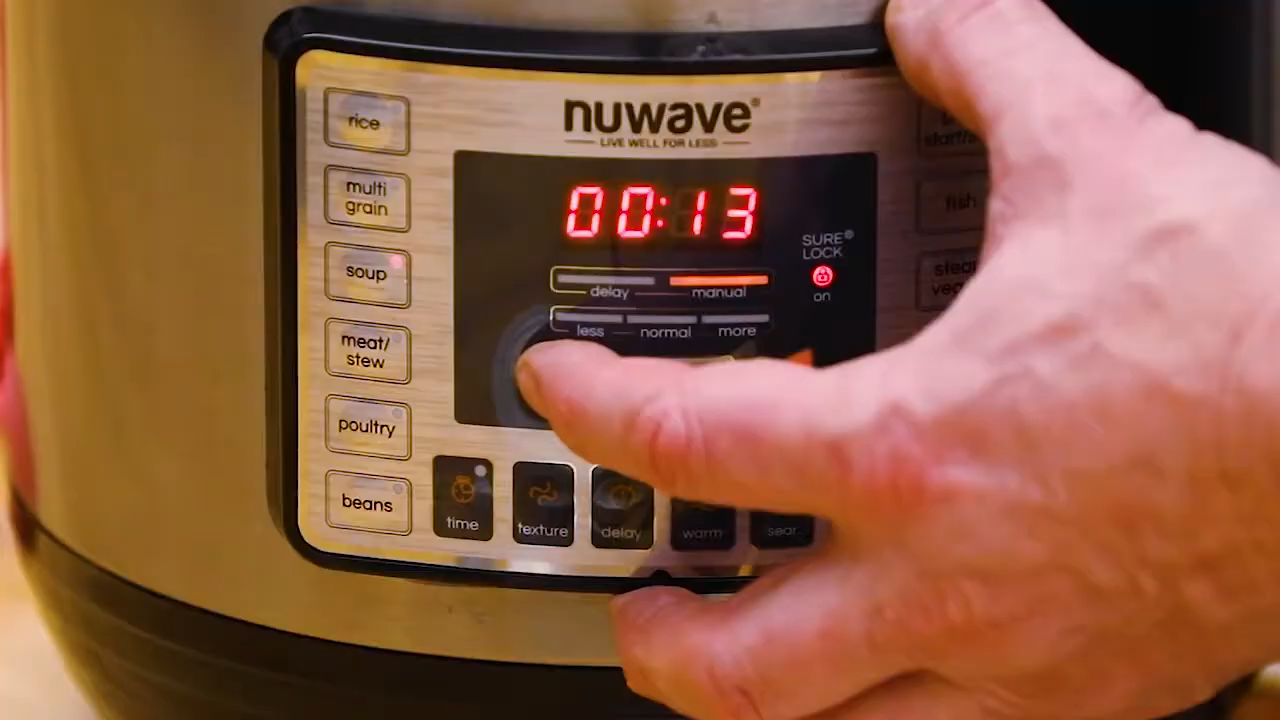 nuwave®
LIVE WELL FOR LESS
rice
multi
grain
soup
meat/
stew
poultry
beans
00:13
delay
manual
less
normal
more
SURE®
LOCK
on
fish
time
texture
delay
warm
sear